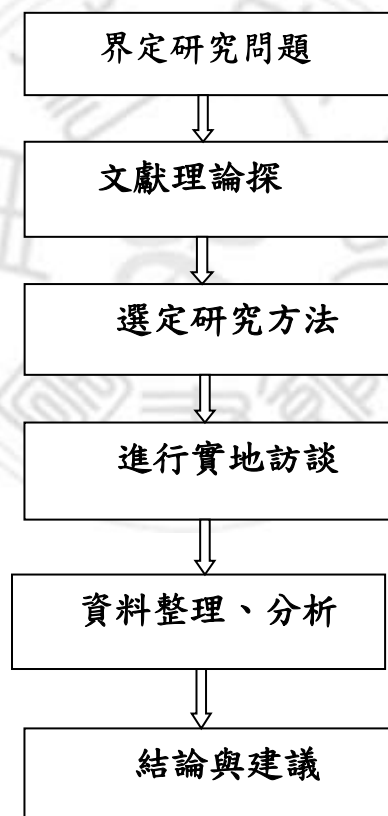 界定研究問題
文獻理論探
選定研究方法
進行實地訪談
資料整理、分析
結論與建議